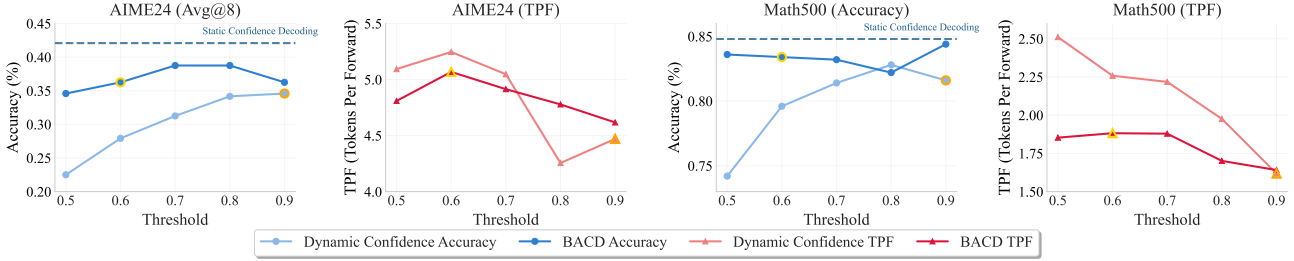 AIME24 (Avg@8)
Accuracy (%)
0.45
0.40
0.35
0.30
0.25
0.20
Static Confidence Decoding
0.5 0.6 0.7 0.8 0.9
Threshold
AIME24 (TPF)
TPF (Tokens Per Forward)
5.5
5.0
4.5
4.0
0.5 0.6 0.7 0.8 0.9
Threshold
Math500 (Accuracy)
Accuracy (%)
0.85
0.80
0.75
Static Confidence Decoding
0.5 0.6 0.7 0.8 0.9
Threshold
Math500 (TPF)
TPF (Tokens Per Forward)
2.50
2.25
2.00
1.75
1.50
0.5 0.6 0.7 0.8 0.9
Threshold
Dynamic Confidence Accuracy BACD Accuracy Dynamic Confidence TPF BACD TPF